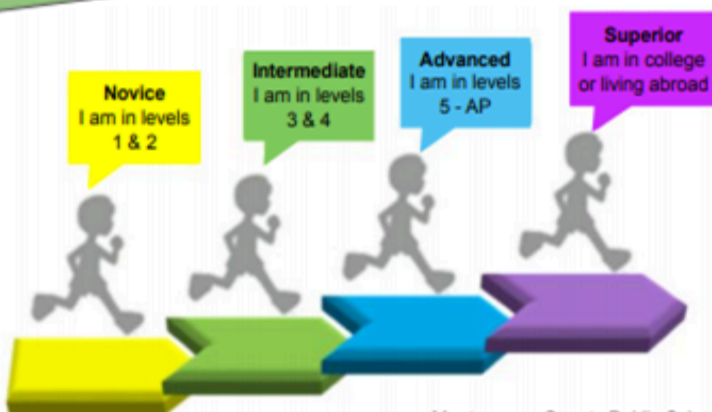 Novice
I am in levels
1 & 2
Intermediate
I am in levels
3 & 4
Advanced
I am in levels
5 - AP
Superior
I am in college
or living abroad